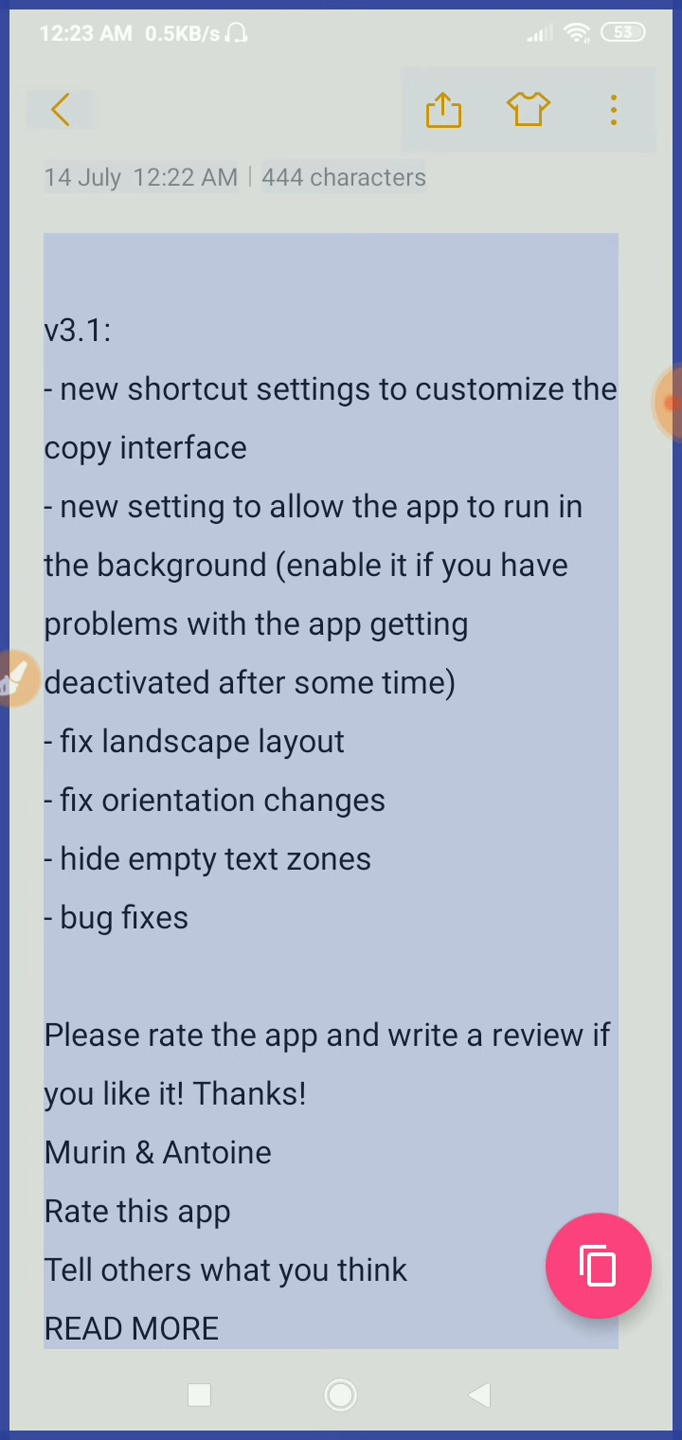 12:23 AM 0.5KB/s 53
14 July 12:22 AM | 444 characters
v3.1:
- new shortcut settings to customize the
copy interface
- new setting to allow the app to run in
the background (enable it if you have
problems with the app getting
deactivated after some time)
- fix landscape layout
- fix orientation changes
- hide empty text zones
- bug fixes
Please rate the app and write a review if
you like it! Thanks!
Murin & Antoine
Rate this app
Tell others what you think
READ MORE